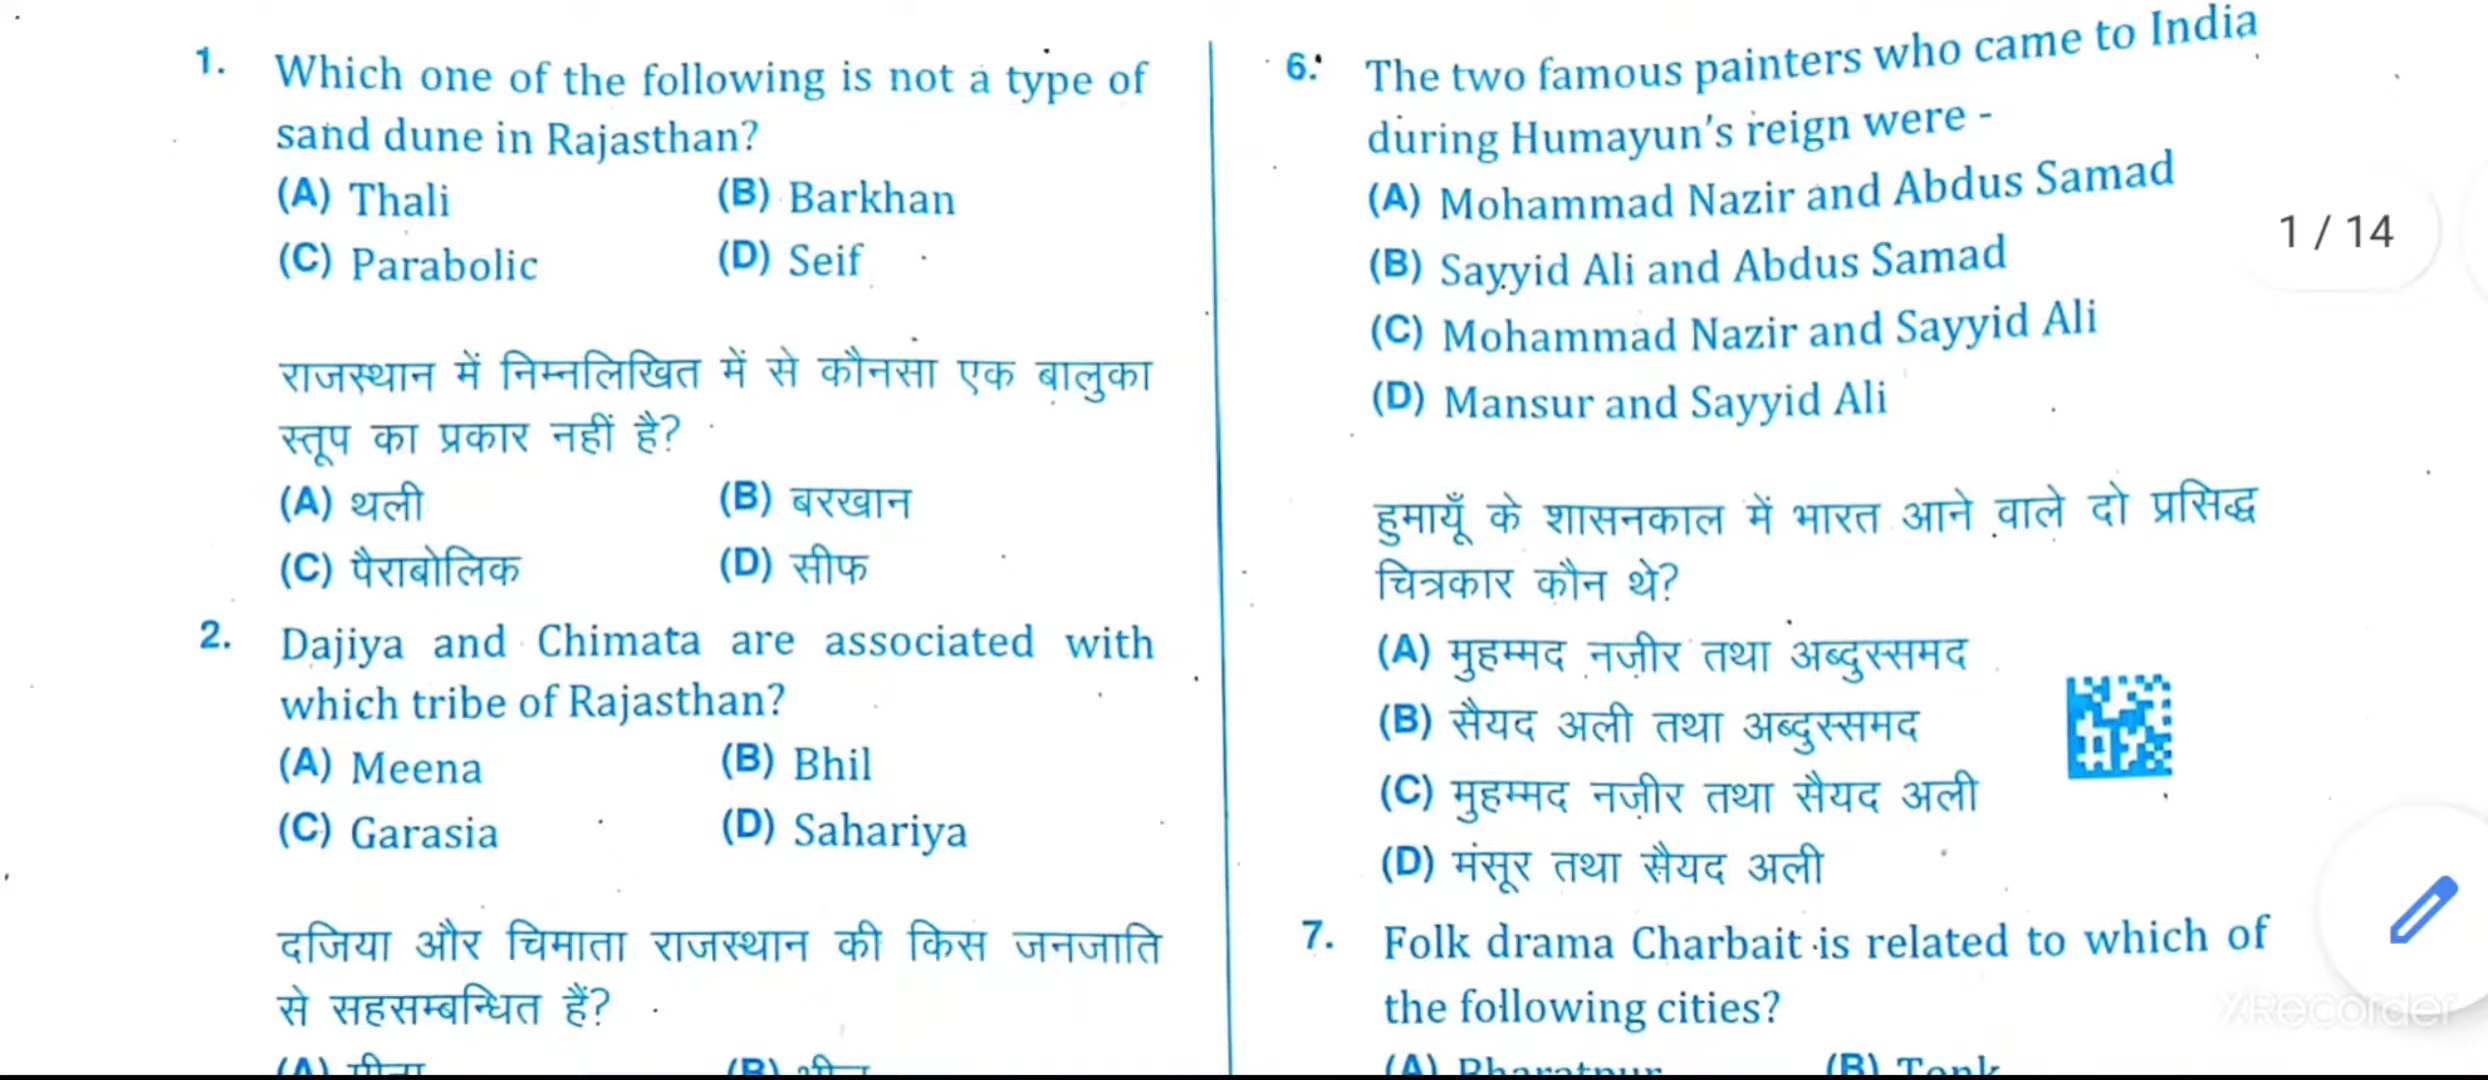 1. Which one of the following is not a type of
sand dune in Rajasthan?
(A) Thali (B) Barkhan
(C) Parabolic (D) Seif
राजस्थान में निम्नलिखित में से कौनसा एक बालुका
स्तूप का प्रकार नहीं है?
(A) थली (B) बरखान
(C) पैराबोलिक (D) सीफ
2. Dajiya and Chimata are associated with
which tribe of Rajasthan?
(A) Meena (B) Bhil
(C) Garasia (D) Sahariya
दजिया और चिमाता राजस्थान की किस जनजाति
से सहसम्बन्धित हैं?
(A) (B)
6. The two famous painters who came to India
during Humayun's reign were -
(A) Mohammad Nazir and Abdus Samad
(B) Sayyid Ali and Abdus Samad
(C) Mohammad Nazir and Sayyid Ali
(D) Mansur and Sayyid Ali
हुमायूँ के शासनकाल में भारत आने वाले दो प्रसिद्ध
चित्रकार कौन थे?
(A) मुहम्मद नज़ीर तथा अब्दुस्समद
(B) सैयद अली तथा अब्दुस्समद
(C) मुहम्मद नज़ीर तथा सैयद अली
(D) मंसूर तथा सैयद अली
7. Folk drama Charbait is related to which of
the following cities?
(A) Bharatpur (B) Tonk
1 / 14
XRecorder